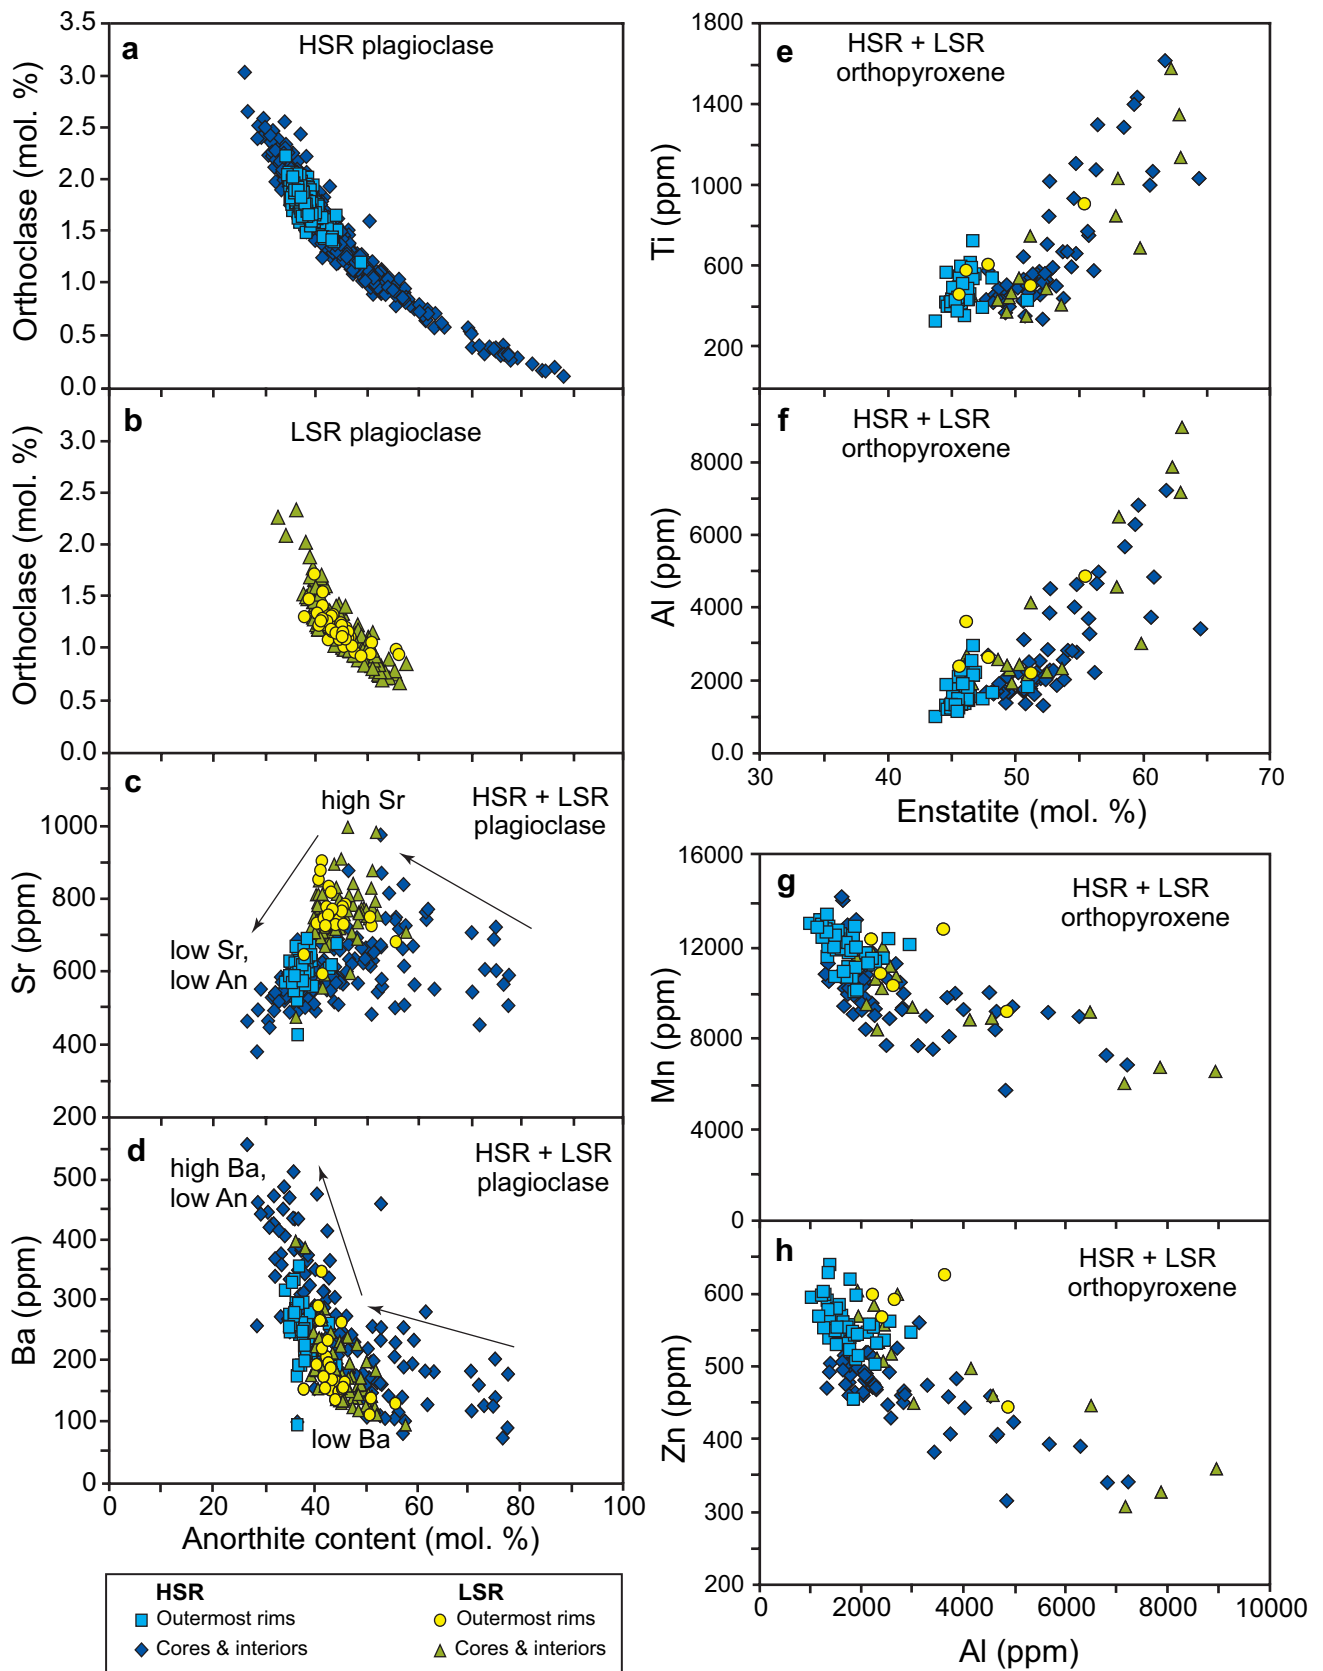 a
HSR plagioclase
Orthoclase (mol. %)
3.5
3.0
2.5
2.0
1.5
1.0
0.5
0.0
b
LSR plagioclase
Orthoclase (mol. %)
3.0
2.5
2.0
1.5
1.0
0.5
0.0
c
high Sr
HSR + LSR
plagioclase
low Sr,
low An
Sr (ppm)
1000
800
600
400
200
d
high Ba,
low An
HSR + LSR
plagioclase
low Ba
Ba (ppm)
500
400
300
200
100
0
0 20 40 60 80 100
Anorthite content (mol. %)
HSR LSR
Outermost rims Outermost rims
Cores & interiors Cores & interiors
e
HSR + LSR
orthopyroxene
Ti (ppm)
1800
1400
1000
600
200
f
HSR + LSR
orthopyroxene
Al (ppm)
8000
6000
4000
2000
0.0
30 40 50 60 70
Enstatite (mol. %)
g
HSR + LSR
orthopyroxene
Mn (ppm)
16000
12000
8000
4000
0
h
HSR + LSR
orthopyroxene
Zn (ppm)
600
500
400
300
200
0 2000 4000 6000 8000 10000
Al (ppm)